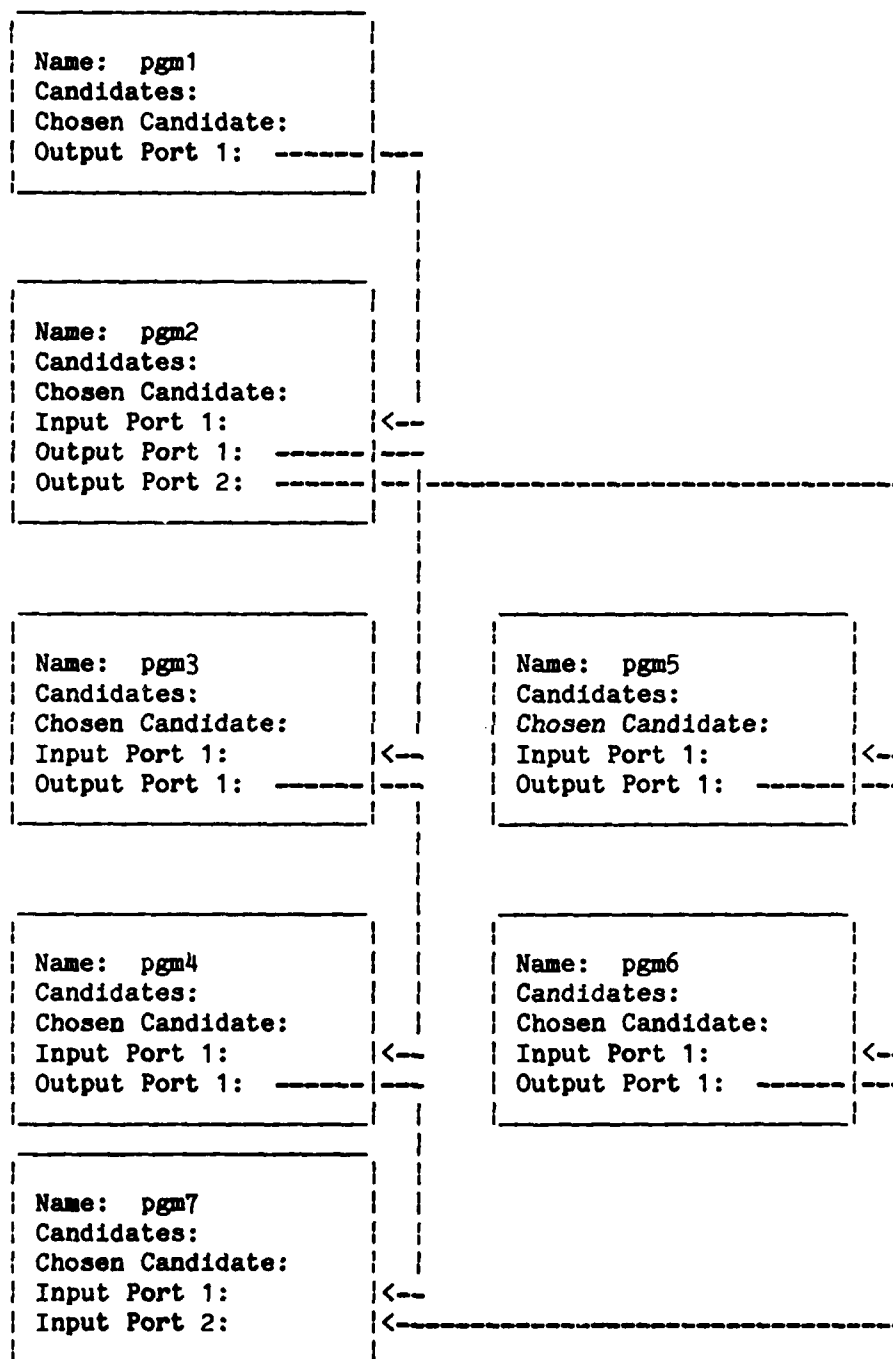 Name: pgm1
Candidates:
Chosen Candidate:
Output Port 1:
Name: pgm2
Candidates:
Chosen Candidate:
Input Port 1:
Output Port 1:
Output Port 2:
Name: pgm3
Candidates:
Chosen Candidate:
Input Port 1:
Output Port 1:
Name: pgm5
Candidates:
Chosen Candidate:
Input Port 1:
Output Port 1:
Name: pgm4
Candidates:
Chosen Candidate:
Input Port 1:
Output Port 1:
Name: pgm6
Candidates:
Chosen Candidate:
Input Port 1:
Output Port 1:
Name: pgm7
Candidates:
Chosen Candidate:
Input Port 1:
Input Port 2: